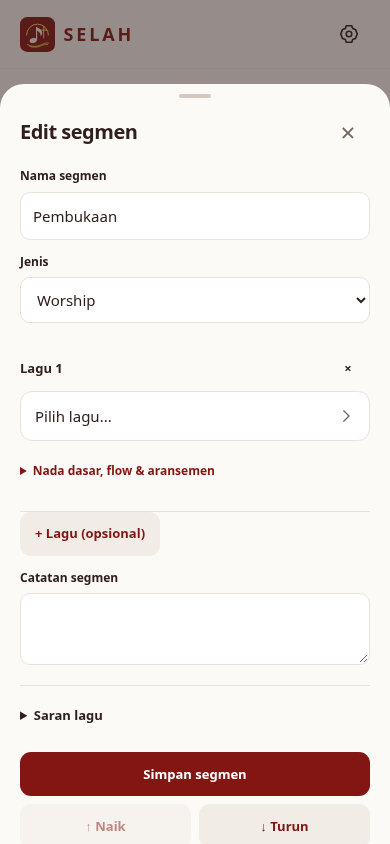 SELAH
Edit segmen
×
Nama segmen
Pembukaan
Jenis
Worship
Lagu 1
×
Pilih lagu...
▶ Nada dasar, flow & aransemen
+ Lagu (opsional)
Catatan segmen
▶ Saran lagu
Simpan segmen
↑ Naik
↓ Turun